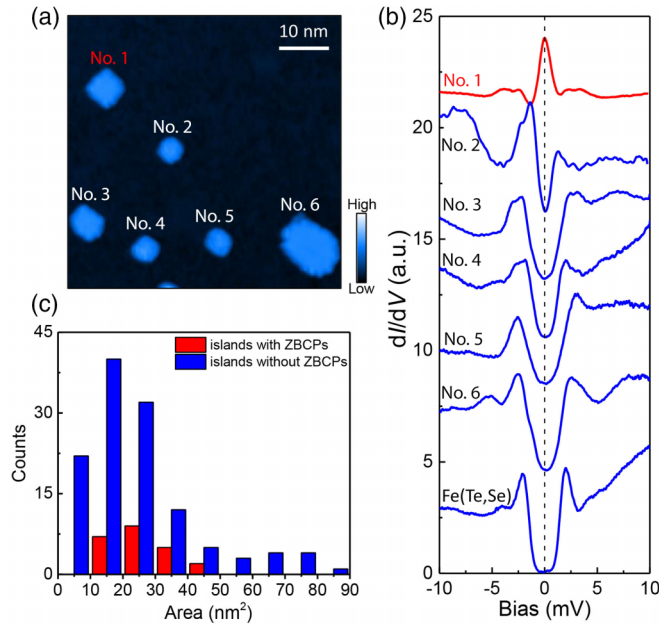 (a)
10 nm
No. 1
No. 2
No. 3
No. 4
No. 5
No. 6
High
Low
(b)
25
20
15
10
5
0
dI/dV (a.u.)
No. 1
No. 2
No. 3
No. 4
No. 5
No. 6
Fe(Te,Se)
-10 -5 0 5 10
Bias (mV)
(c)
45
30
15
0
Counts
islands with ZBCPs
islands without ZBCPs
0 10 20 30 40 50 60 70 80 90
Area (nm²)